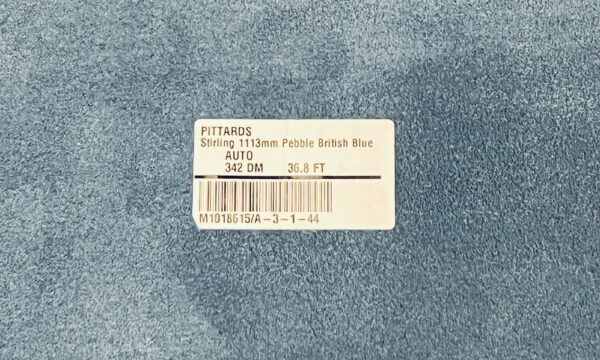 PITTARDS
Stirling 1113mm Pebble British Blue
AUTO
342 DM 36.8 FT
M1018615/A-3-1-44